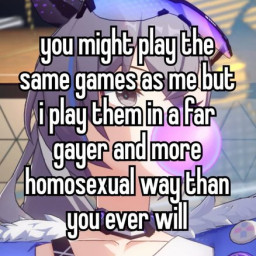 you might play the
same games as me but
i play them in a far
gayer and more
homosexual way than
you ever will